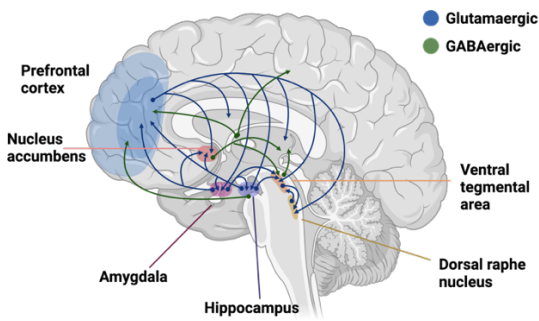 Glutamaergic
GABAergic
Prefrontal
cortex
Nucleus
accumbens
Ventral
tegmental
area
Amygdala
Dorsal raphe
nucleus
Hippocampus